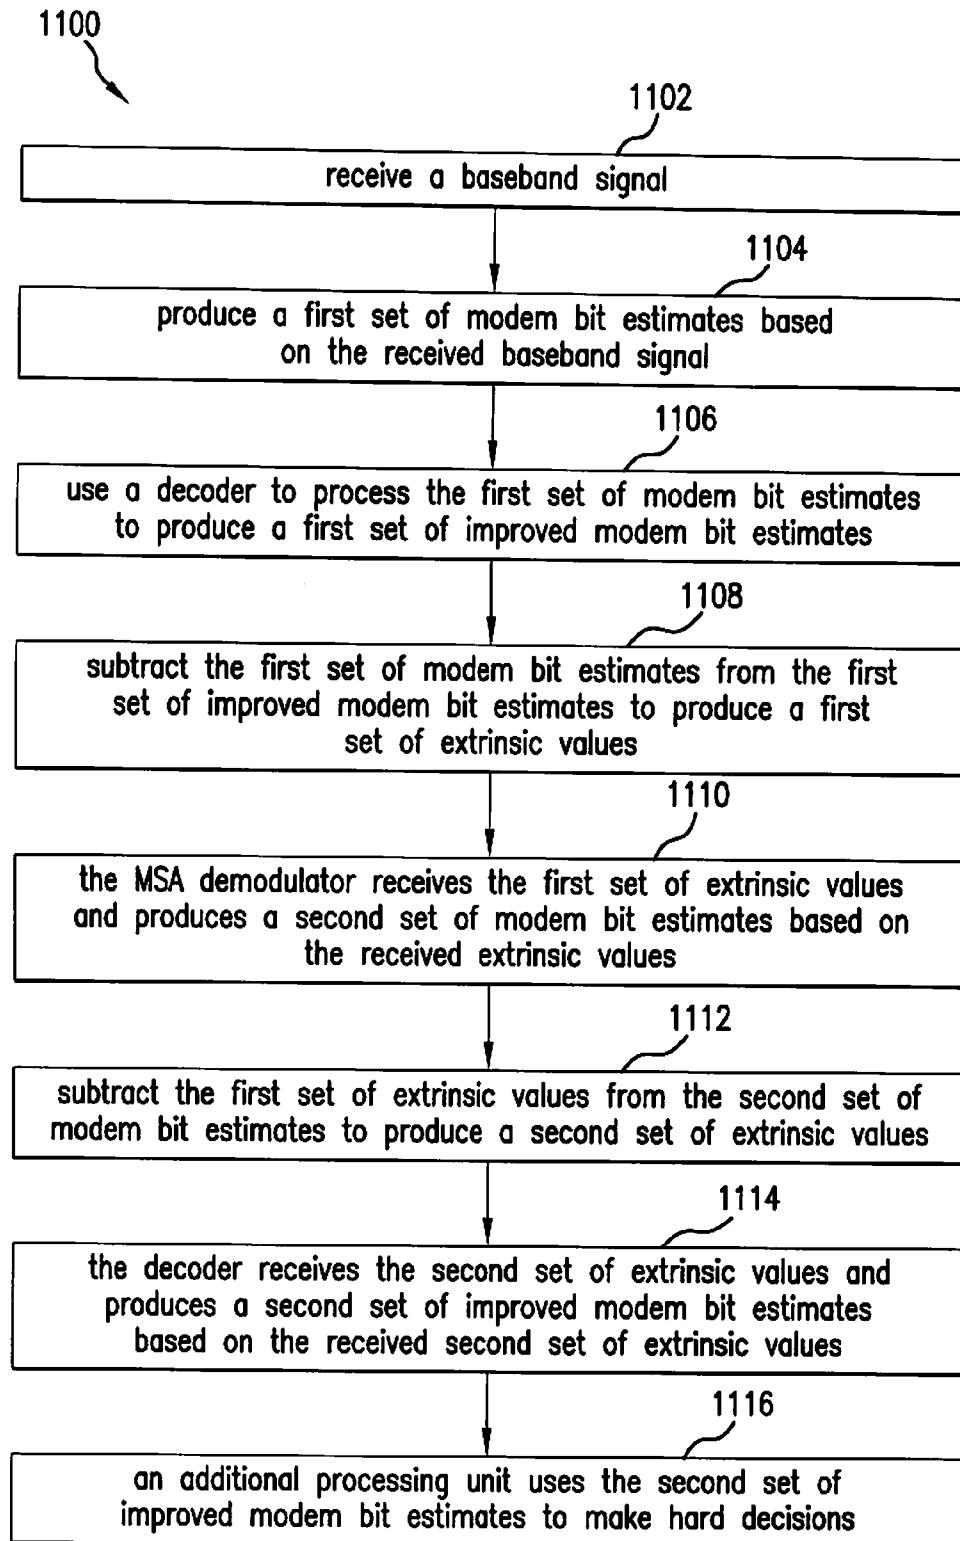 1100
1102
receive a baseband signal
1104
produce a first set of modem bit estimates based
on the received baseband signal
1106
use a decoder to process the first set of modem bit estimates
to produce a first set of improved modem bit estimates
1108
subtract the first set of modem bit estimates from the first
set of improved modem bit estimates to produce a first
set of extrinsic values
1110
the MSA demodulator receives the first set of extrinsic values
and produces a second set of modem bit estimates based on
the received extrinsic values
1112
subtract the first set of extrinsic values from the second set of
modem bit estimates to produce a second set of extrinsic values
1114
the decoder receives the second set of extrinsic values and
produces a second set of improved modem bit estimates
based on the received second set of extrinsic values
1116
an additional processing unit uses the second set of
improved modem bit estimates to make hard decisions